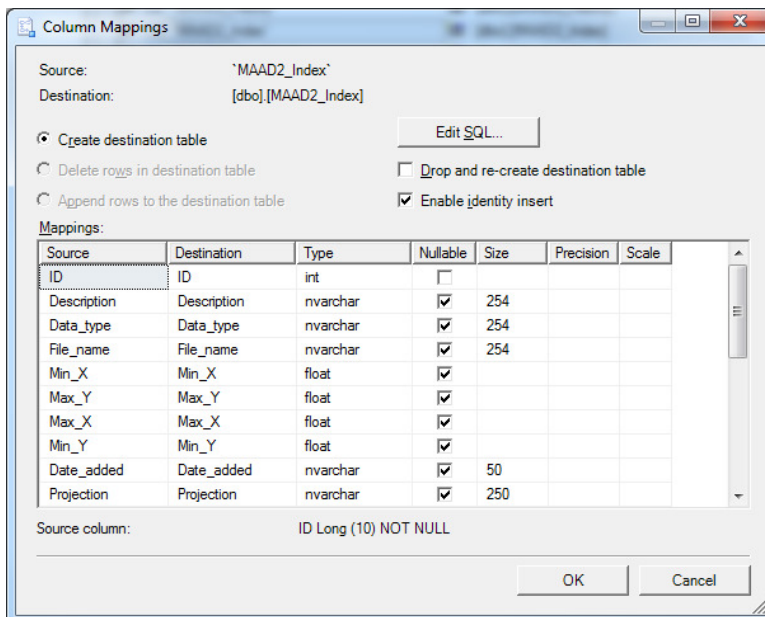 Column Mappings
Source: `MAAD2_Index`
Destination: [dbo].[MAAD2_Index]
Create destination table Edit SQL...
Delete rows in destination table Drop and re-create destination table
Append rows to the destination table Enable identity insert
Mappings:
Source Destination Type Nullable Size Precision Scale
ID ID int
Description Description nvarchar 254
Data_type Data_type nvarchar 254
File_name File_name nvarchar 254
Min_X Min_X float
Max_Y Max_Y float
Max_X Max_X float
Min_Y Min_Y float
Date_added Date_added nvarchar 50
Projection Projection nvarchar 250
Source column: ID Long (10) NOT NULL
OK Cancel